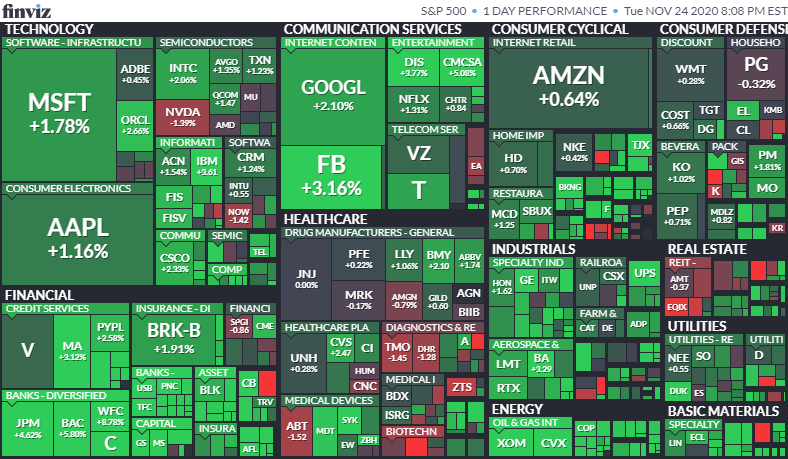 finviz
S&P 500 • 1 DAY PERFORMANCE • Tue NOV 24 2020 8:08 PM EST
TECHNOLOGY
SOFTWARE - INFRASTRUCTU
MSFT
+1.78%
ADBE
+0.45
ORCL
+2.66
SEMICONDUCTORS
INTC
+2.06
AVGO
+1.35%
TXN
+1.23
QCOM
+1.47
MU
NVDA
-1.39%
AMD
INFORMATI
ACN
+1.54
IBM
+3.61
FIS
FISV
SOFTWA
CRM
+1.24%
INTU
+0.55
NOW
-1.42
CONSUMER ELECTRONICS
AAPL
+1.16%
COMMU
CSCO
+2.33%
SEMIC
TEL
COMP
COMMUNICATION SERVICES
INTERNET CONTEN
GOOGL
+2.10%
FB
+3.16%
ENTERTAINMENT
DIS
+3.77%
CMCSA
+5.08%
NFLX
+1.31%
CHTR
+0.84
TELECOM SER
VZ
T
EA
CONSUMER CYCLICAL
INTERNET RETAIL
AMZN
+0.64%
HOME IMP
HD
+0.70%
NKE
+0.42%
TJX
BKNG
F
RESTAURA
MCD
+1.25
SBUX
CONSUMER DEFENSI
DISCOUNT
WMT
+0.28
COST
+0.66%
TGT
DG
HOUSEHO
PG
-0.32%
EL
KMB
CL
BEVERA
KO
+1.02%
PEP
+0.71%
PACK
GIS
K
PM
+1.81%
MO
MDLZ
+0.82
KR
HEALTHCARE
DRUG MANUFACTURERS - GENERAL
JNJ
0.00%
PFE
+0.22%
LLY
+1.06%
BMY
+2.10
ABBV
+1.74
MRK
-0.17%
AMGN
-0.79%
GILD
+0.60
AGN
BIIB
HEALTHCARE PLA
UNH
+0.28%
CVS
+2.47
CI
HUM
CNC
DIAGNOSTICS & RE
TMO
-1.45
DHR
-1.28
A
MEDICAL I
BDX
ISRG
ZTS
MEDICAL DEVICES
ABT
-1.52
MDT
SYK
EW
ZBH
BIOTECHN
FINANCIAL
CREDIT SERVICES
V
MA
+3.12%
PYPL
+2.58%
INSURANCE - DI
BRK-B
+1.91%
FINANCI
SPGI
-0.86
CME
BANKS - DIVERSIFIED
JPM
+4.62%
BAC
+5.80%
WFC
+8.78%
C
BANKS -
USB
PNC
TFC
ASSET
BLK
CB
TRV
CAPITAL
GS
MS
INSURA
AFL
INDUSTRIALS
SPECIALTY IND
HON
+1.62
GE
ITW
RAILROA
UNP
CSX
UPS
FARM &
CAT
DE
ADP
AEROSPACE &
LMT
BA
+3.29
RTX
REAL ESTATE
REIT -
AMT
-0.37
EQIX
UTILITIES
UTILITIES - RE
NEE
+0.55
SO
DUK
ES
UTILITI
D
ENERGY
OIL & GAS INT
XOM
CVX
COP
BASIC MATERIALS
SPECIALTY
LIN
ECL